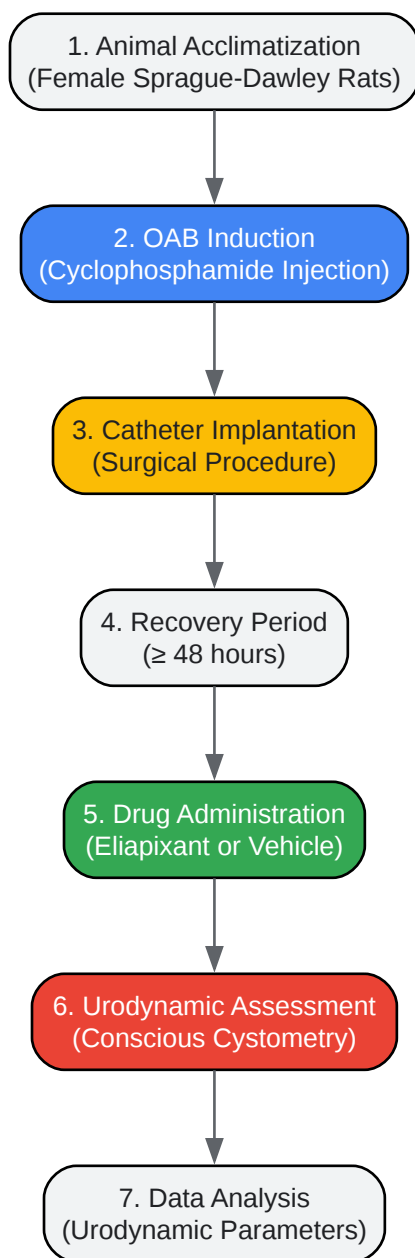 1. Animal Acclimatization
(Female Sprague-Dawley Rats)
2. OAB Induction
(Cyclophosphamide Injection)
3. Catheter Implantation
(Surgical Procedure)
4. Recovery Period
(≥ 48 hours)
5. Drug Administration
(Eliapixant or Vehicle)
6. Urodynamic Assessment
(Conscious Cystometry)
7. Data Analysis
(Urodynamic Parameters)